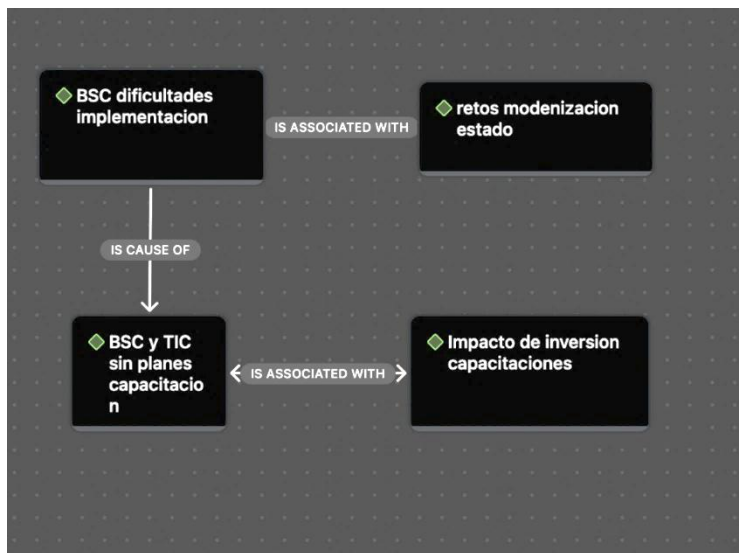 BSC dificultades
implementacion
IS ASSOCIATED WITH
retos modenizacion
estado
IS CAUSE OF
BSC y TIC
sin planes
capacitacio
n
IS ASSOCIATED WITH
Impacto de inversion
capacitaciones